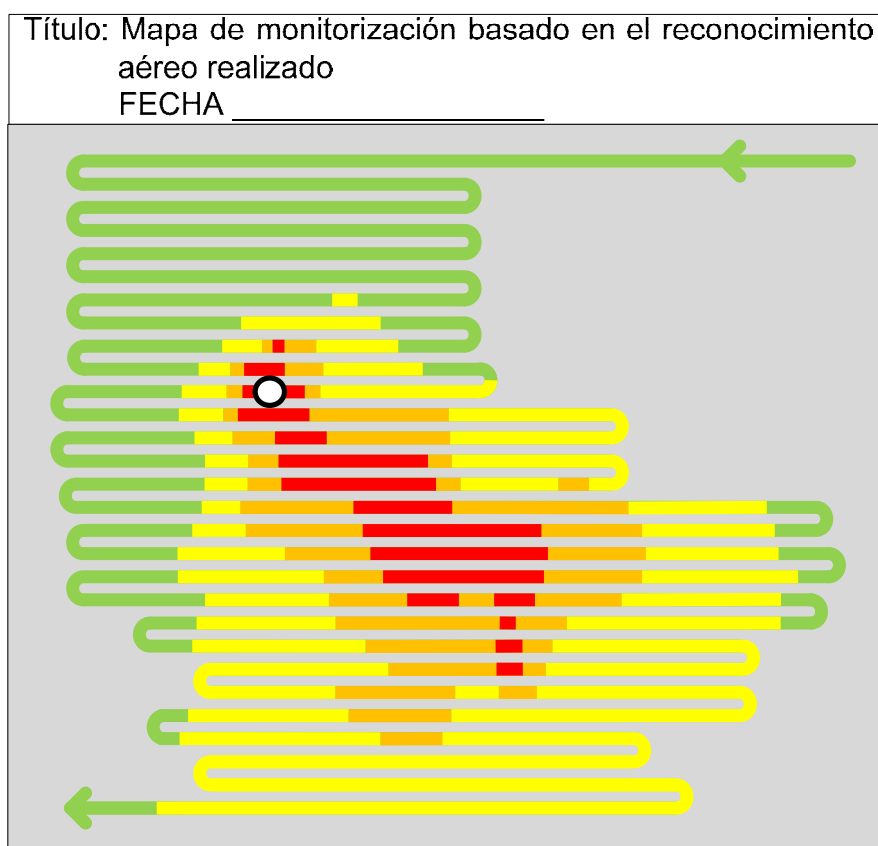 Título: Mapa de monitorización basado en el reconocimiento
aéreo realizado
FECHA ___________________